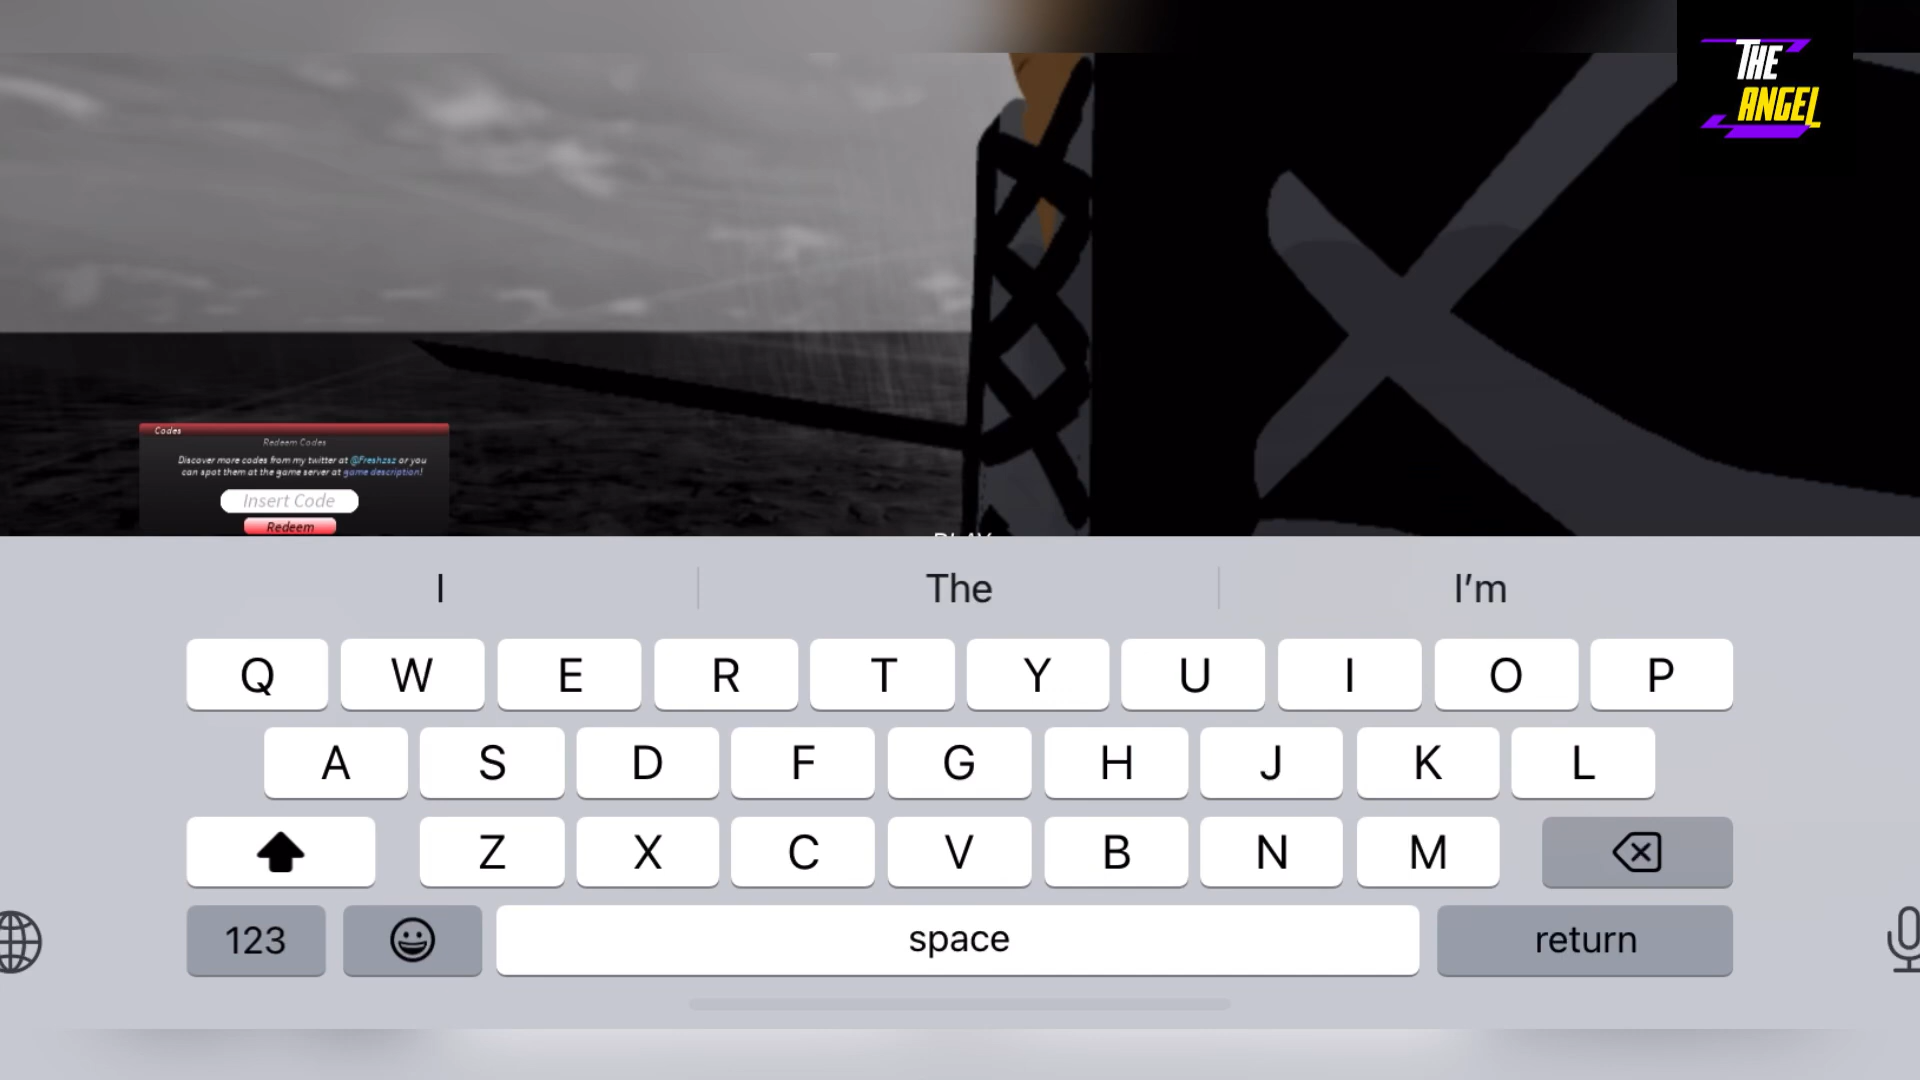 THE
ANGEL
Codes
Redeem Codes
Discover more codes from my twitter at @Freshzsz or you
can spot them at the game server at game description!
Insert Code
Redeem
PLAY
I The I’m
Q W E R T Y U I O P
A S D F G H J K L
Z X C V B N M
123 space return